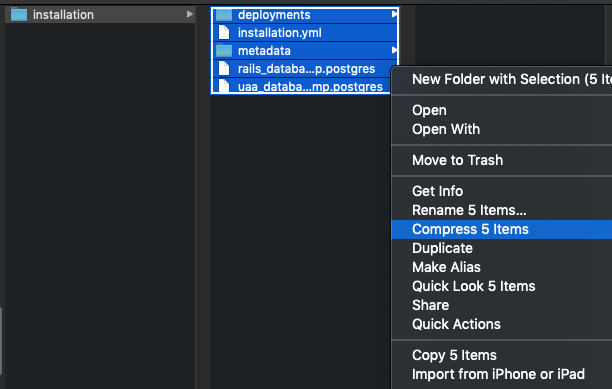 installation
deployments
installation.yml
metadata
rails_databa...p.postgres
uaa_databa...mp.postgres
New Folder with Selection (5 Ite
Open
Open With
Move to Trash
Get Info
Rename 5 Items...
Compress 5 Items
Duplicate
Make Alias
Quick Look 5 Items
Share
Quick Actions
Copy 5 Items
Import from iPhone or iPad